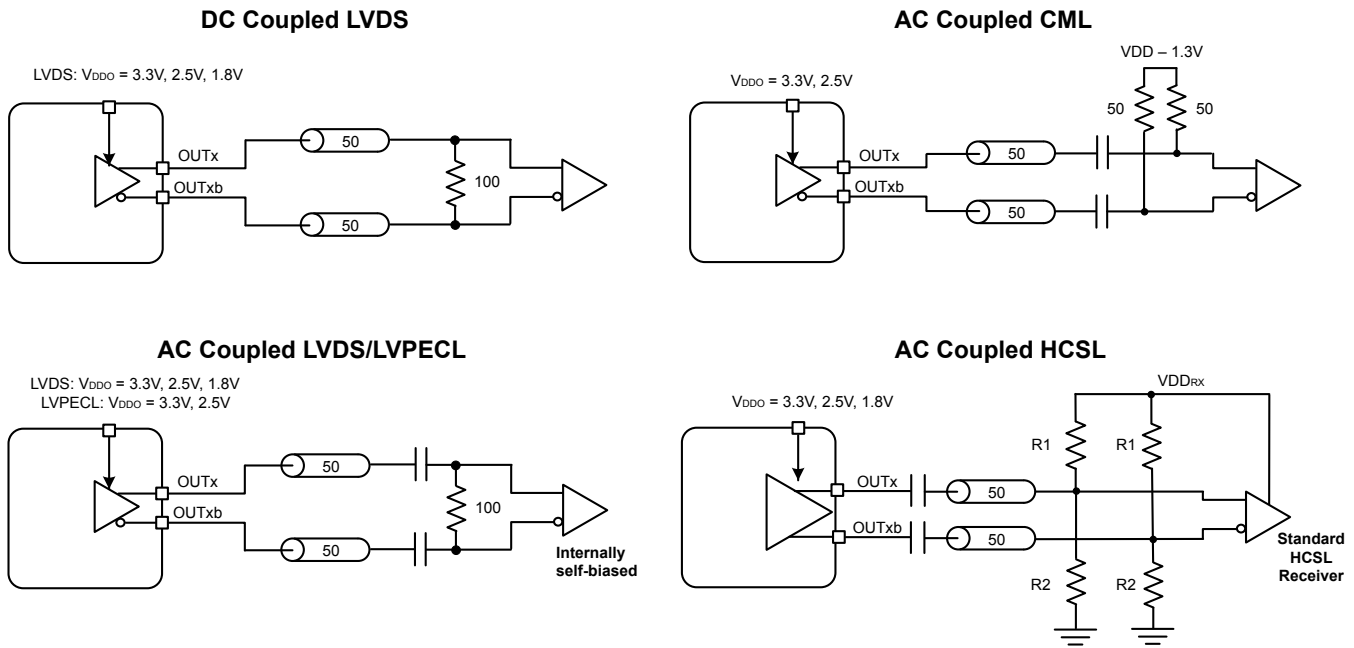 DC Coupled LVDS
LVDS: VDDO = 3.3V, 2.5V, 1.8V
50
OUTx
OUTxb
100
50
AC Coupled CML
VDD – 1.3V
VDDO = 3.3V, 2.5V
50
50
OUTx
50
OUTxb
50
AC Coupled LVDS/LVPECL
LVDS: VDDO = 3.3V, 2.5V, 1.8V
LVPECL: VDDO = 3.3V, 2.5V
50
OUTx
OUTxb
100
50
Internally
self-biased
AC Coupled HCSL
VDDRX
VDDO = 3.3V, 2.5V, 1.8V
R1
R1
OUTx
50
OUTxb
50
Standard
HCSL
Receiver
R2
R2